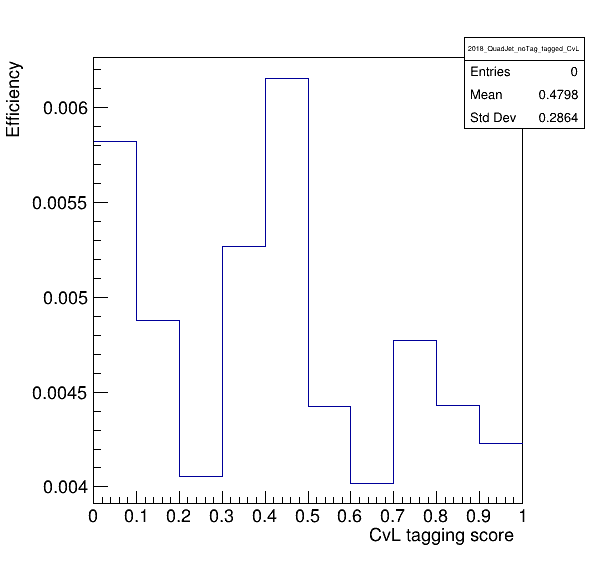 2018_QuadJet_noTag_tagged_CvL
Entries 0
Mean 0.4798
Std Dev 0.2864
Efficiency
0.006
0.0055
0.005
0.0045
0.004
0 0.1 0.2 0.3 0.4 0.5 0.6 0.7 0.8 0.9 1
CvL tagging score